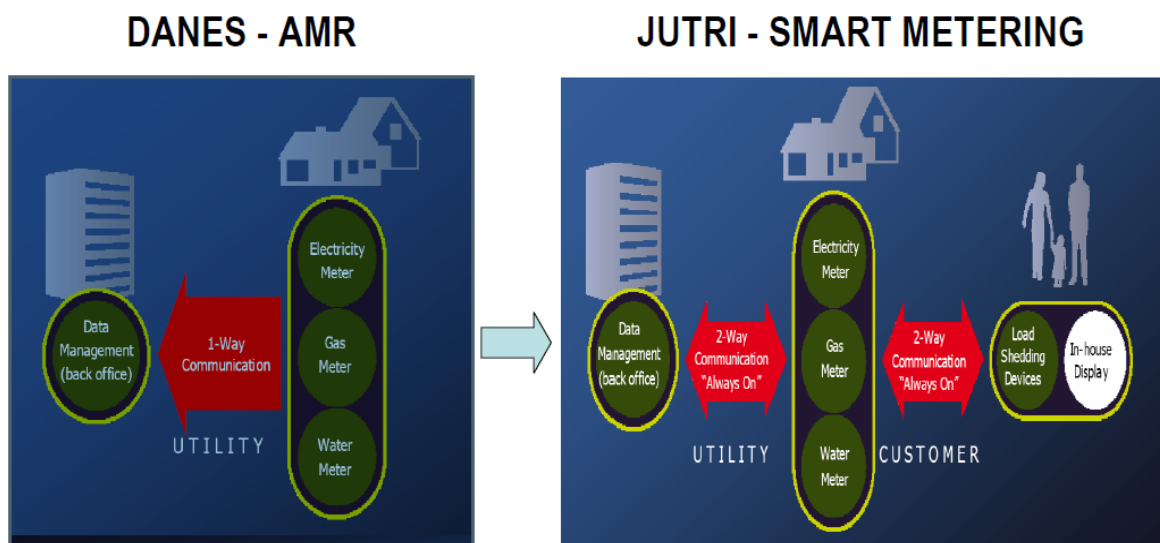 DANES - AMR
Electricity
Meter
Data
Management
(back office)
1-Way
Communication
Gas
Meter
UTILITY
Water
Meter
JUTRI - SMART METERING
Electricity
Meter
Data
Management
(back office)
2-Way
Communication
“Always On”
Gas
Meter
2-Way
Communication
“Always On”
Load
Shedding
Devices
In-house
Display
UTILITY
Water
Meter
CUSTOMER